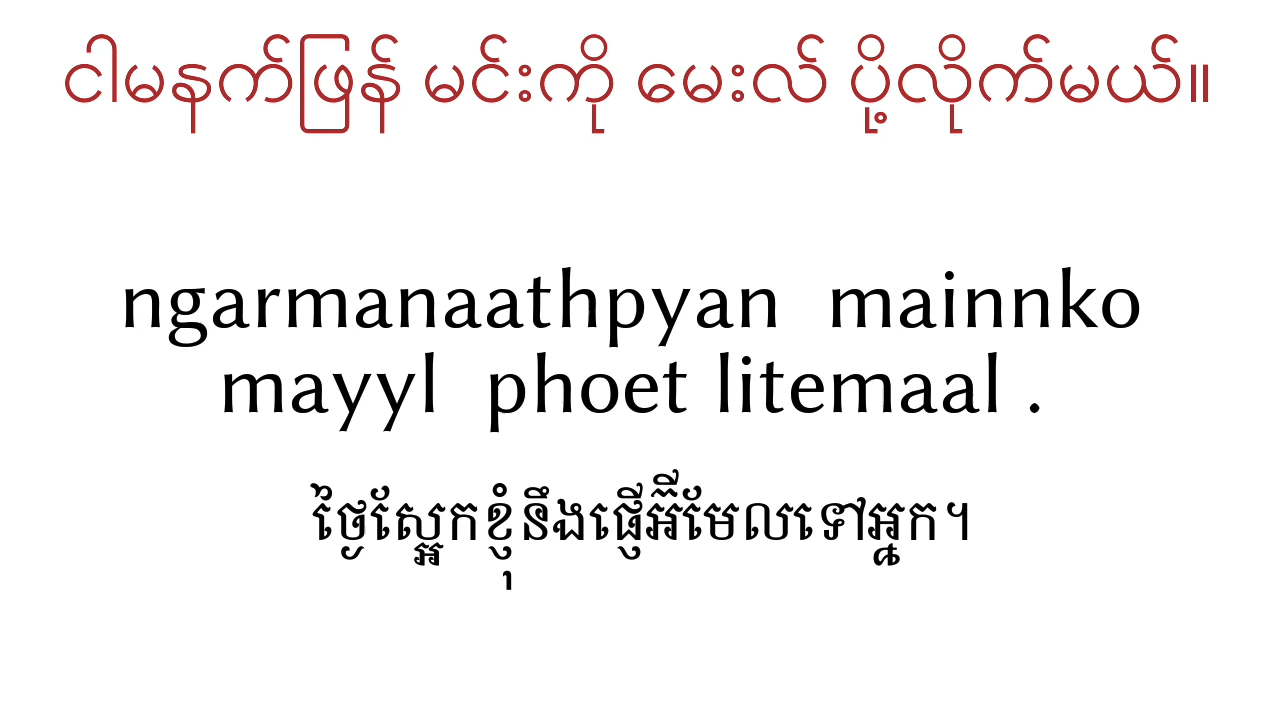 ငါမနက်ဖြန် မင်းကို မေးလ် ပို့လိုက်မယ်။
ngarmanaathpyan mainnko
mayyl phoet litemaal .
ថ្ងៃស្អែកខ្ញុំនឹងផ្ញើអ៊ីមែលទៅអ្នក។